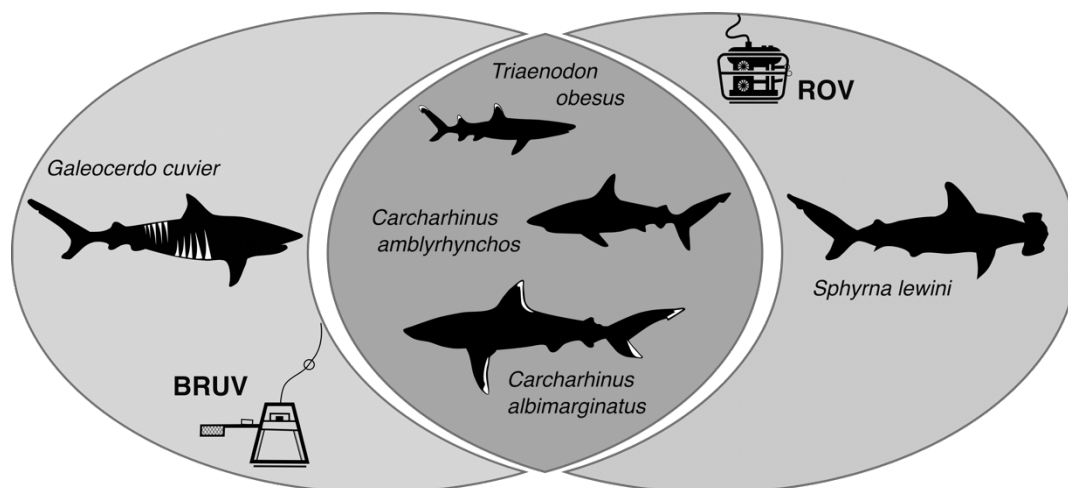 Galeocerdo cuvier
BRUV
Triaenodon
obesus
Carcharhinus
amblyrhynchos
Carcharhinus
albimarginatus
ROV
Sphyrna lewini